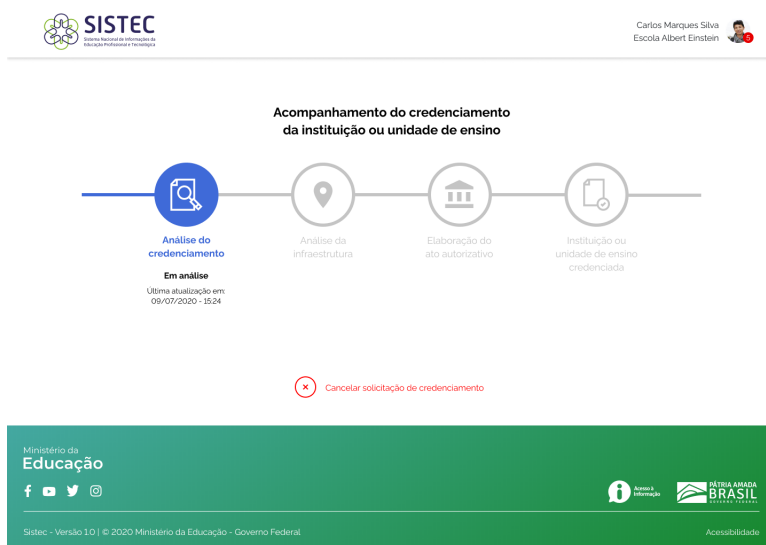 SISTEC
Sistema Nacional de Informações da
Educação Profissional e Tecnológica
Carlos Marques Silva
Escola Albert Einstein
5
Acompanhamento do credenciamento
da instituição ou unidade de ensino
Análise do
credenciamento
Em análise
Última atualização em:
09/07/2020 - 15:24
Análise da
infraestrutura
Elaboração do
ato autorizativo
Instituição ou
unidade de ensino
credenciada
Cancelar solicitação de credenciamento
Ministério da
Educação
Acesso à
Informação
PÁTRIA AMADA
BRASIL
GOVERNO FEDERAL
Sistec - Versão 1.0 | © 2020 Ministério da Educação - Governo Federal
Acessibilidade